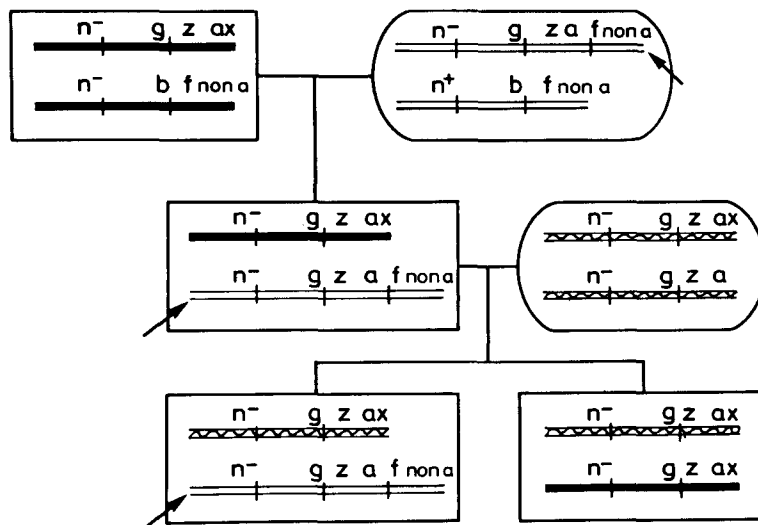 n⁻ g z ax
n⁻ b f non a
n⁻ g z a f non a
n⁺ b f non a
n⁻ g z ax
n⁻ g z a f non a
n⁻ g z ax
n⁻ g z a
n⁻ g z ax
n⁻ g z a f non a
n⁻ g z ax
n⁻ g z ax